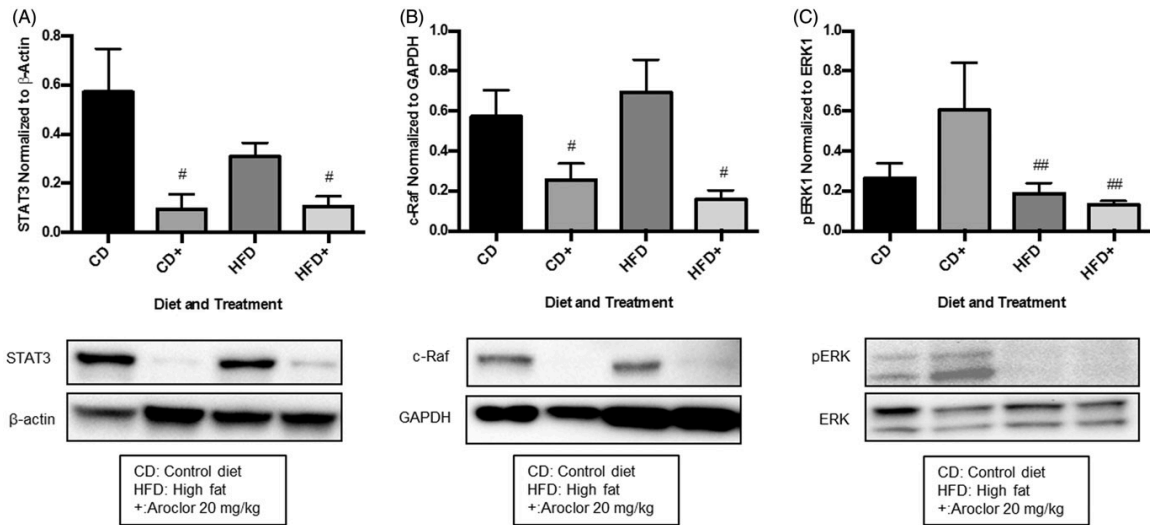 (A)
STAT3 Normalized to β-Actin
0.8
0.6
0.4
0.2
0.0
#
#
CD
CD+
HFD
HFD+
Diet and Treatment
STAT3
β-actin
CD: Control diet
HFD: High fat
+:Aroclor 20 mg/kg
(B)
c-Raf Normalized to GAPDH
1.0
0.8
0.6
0.4
0.2
0.0
#
#
CD
CD+
HFD
HFD+
Diet and Treatment
c-Raf
GAPDH
CD: Control diet
HFD: High fat
+:Aroclor 20 mg/kg
(C)
pERK1 Normalized to ERK1
1.0
0.8
0.6
0.4
0.2
0.0
##
##
CD
CD+
HFD
HFD+
Diet and Treatment
pERK
ERK
CD: Control diet
HFD: High fat
+:Aroclor 20 mg/kg